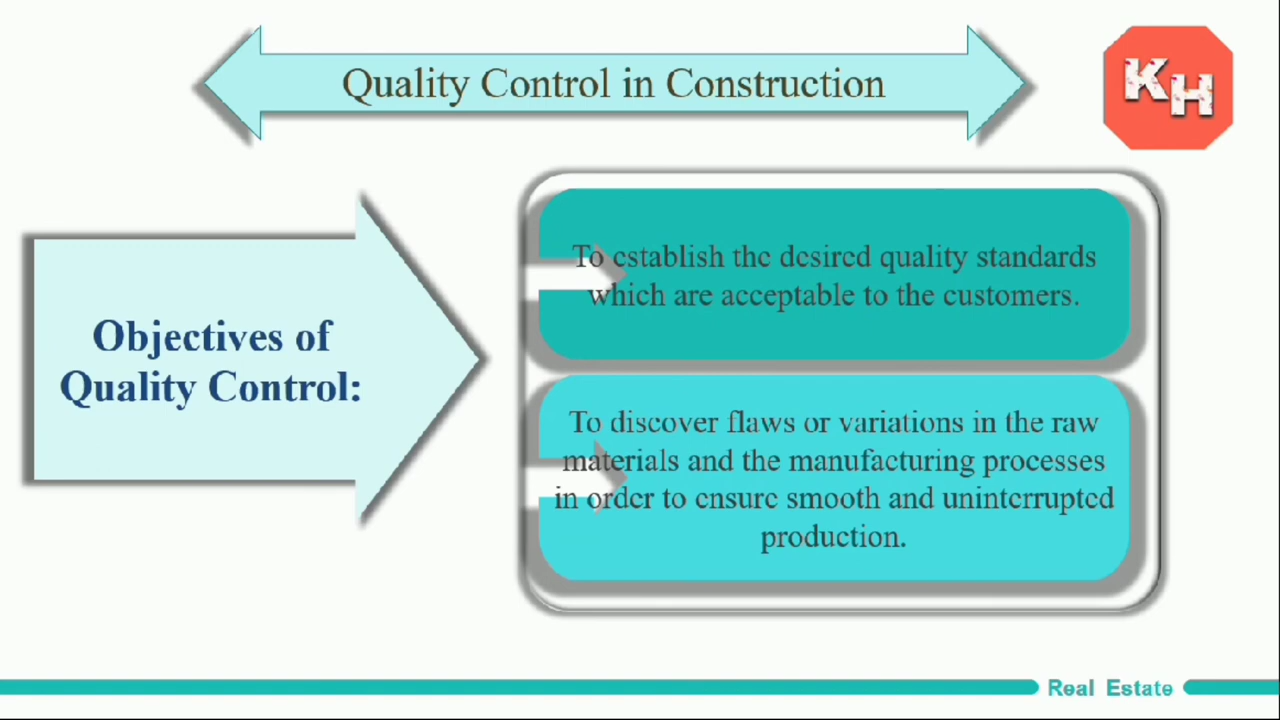 Quality Control in Construction
KH
Objectives of
Quality Control:
To establish the desired quality standards
which are acceptable to the customers.
To discover flaws or variations in the raw
materials and the manufacturing processes
in order to ensure smooth and uninterrupted
production.
Real Estate